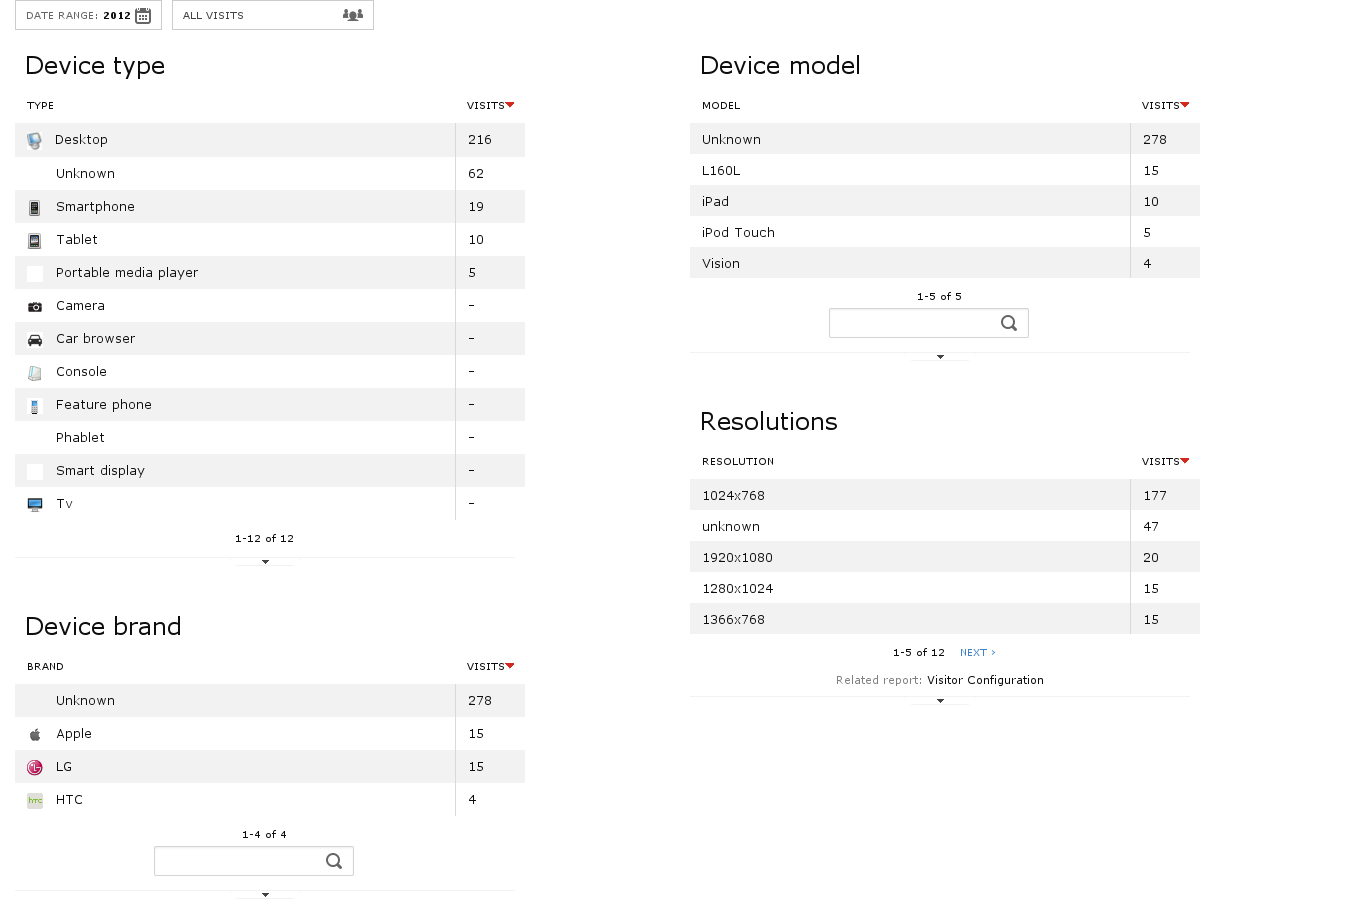 DATE RANGE: 2012
ALL VISITS
Device type
TYPE VISITS
Desktop 216
Unknown 62
Smartphone 19
Tablet 10
Portable media player 5
Camera -
Car browser -
Console -
Feature phone -
Phablet -
Smart display -
Tv -
1-12 of 12
Device brand
BRAND VISITS
Unknown 278
Apple 15
LG 15
hTC HTC 4
1-4 of 4
Device model
MODEL VISITS
Unknown 278
L160L 15
iPad 10
iPod Touch 5
Vision 4
1-5 of 5
Resolutions
RESOLUTION VISITS
1024x768 177
unknown 47
1920x1080 20
1280x1024 15
1366x768 15
1-5 of 12 NEXT ›
Related report: Visitor Configuration